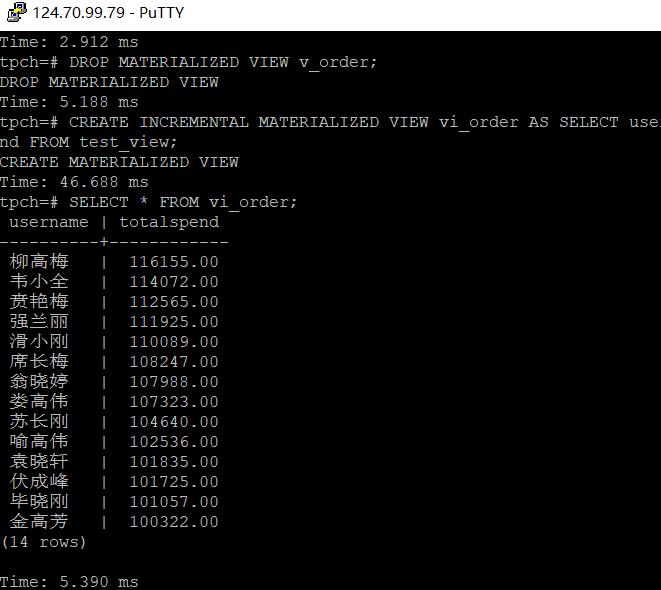 124.70.99.79 - PuTTY
Time: 2.912 ms
tpch=# DROP MATERIALIZED VIEW v_order;
DROP MATERIALIZED VIEW
Time: 5.188 ms
tpch=# CREATE INCREMENTAL MATERIALIZED VIEW vi_order AS SELECT use
nd FROM test_view;
CREATE MATERIALIZED VIEW
Time: 46.688 ms
tpch=# SELECT * FROM vi_order;
username | totalspend
----------+------------
柳高梅 | 116155.00
韦小全 | 114072.00
贲艳梅 | 112565.00
强兰丽 | 111925.00
滑小刚 | 110089.00
席长梅 | 108247.00
翁晓婷 | 107988.00
娄高伟 | 107323.00
苏长刚 | 104640.00
喻高伟 | 102536.00
袁晓轩 | 101835.00
伏成峰 | 101725.00
毕晓刚 | 101057.00
金高芳 | 100322.00
(14 rows)
Time: 5.390 ms